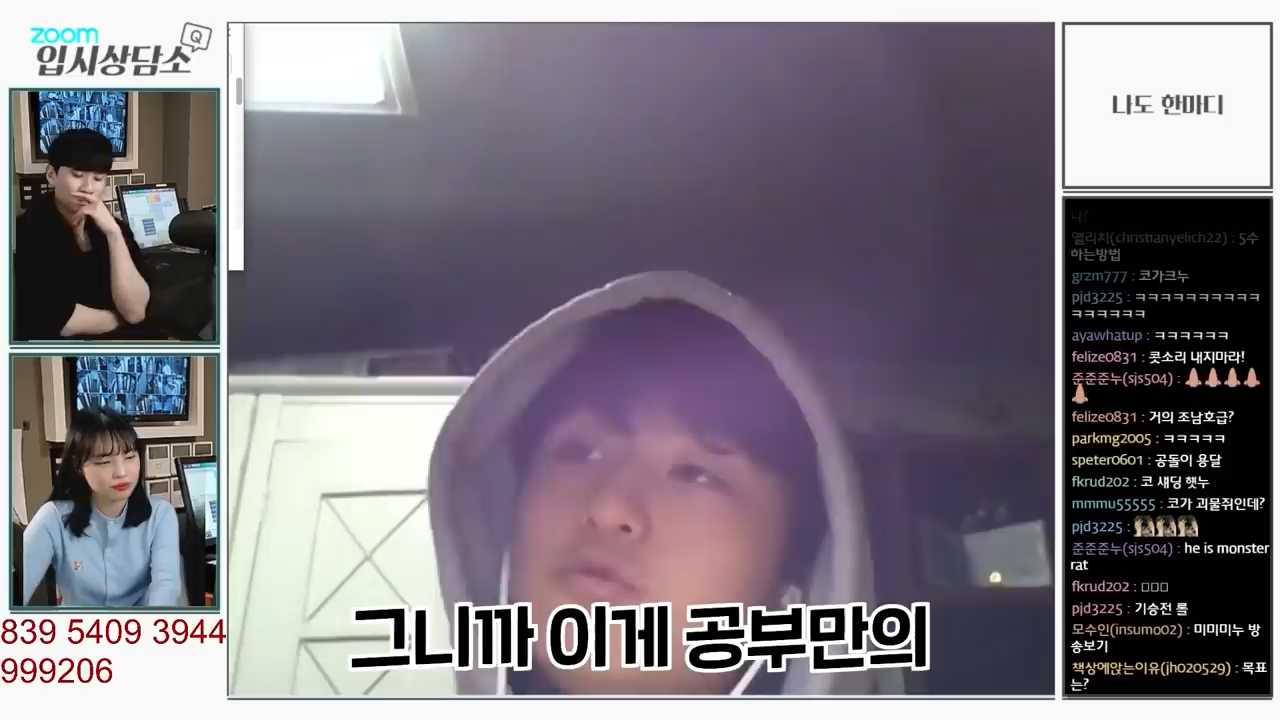 zoom
Q
입시상담소
839 5409 3944
999206
그니까 이게 공부만의
나도 한마디
나?
옐리치(christianyelich22) : 5수
하는방법
grzm777 : 코가크누
pjd3225 : ㅋㅋㅋㅋㅋㅋㅋㅋㅋㅋ
ㅋㅋㅋㅋㅋㅋ
ayawhatup : ㅋㅋㅋㅋㅋㅋ
felize0831 : 콧소리 내지마라!
준준준누(sjs504) :
felize0831 : 거의 조남호급?
parkmg2005 : ㅋㅋㅋㅋㅋ
speter0601 : 공돌이 용달
fkrud202 : 코 섀딩 햇누
mmmu55555 : 코가 괴물쥐인데?
pjd3225 :
준준준누(sjs504) : he is monster
rat
fkrud202 : □□□
pjd3225 : 기승전 롤
모수인(insumo02) : 미미미누 방
송보기
책상에앉는이유(jh020529) : 목표
는?